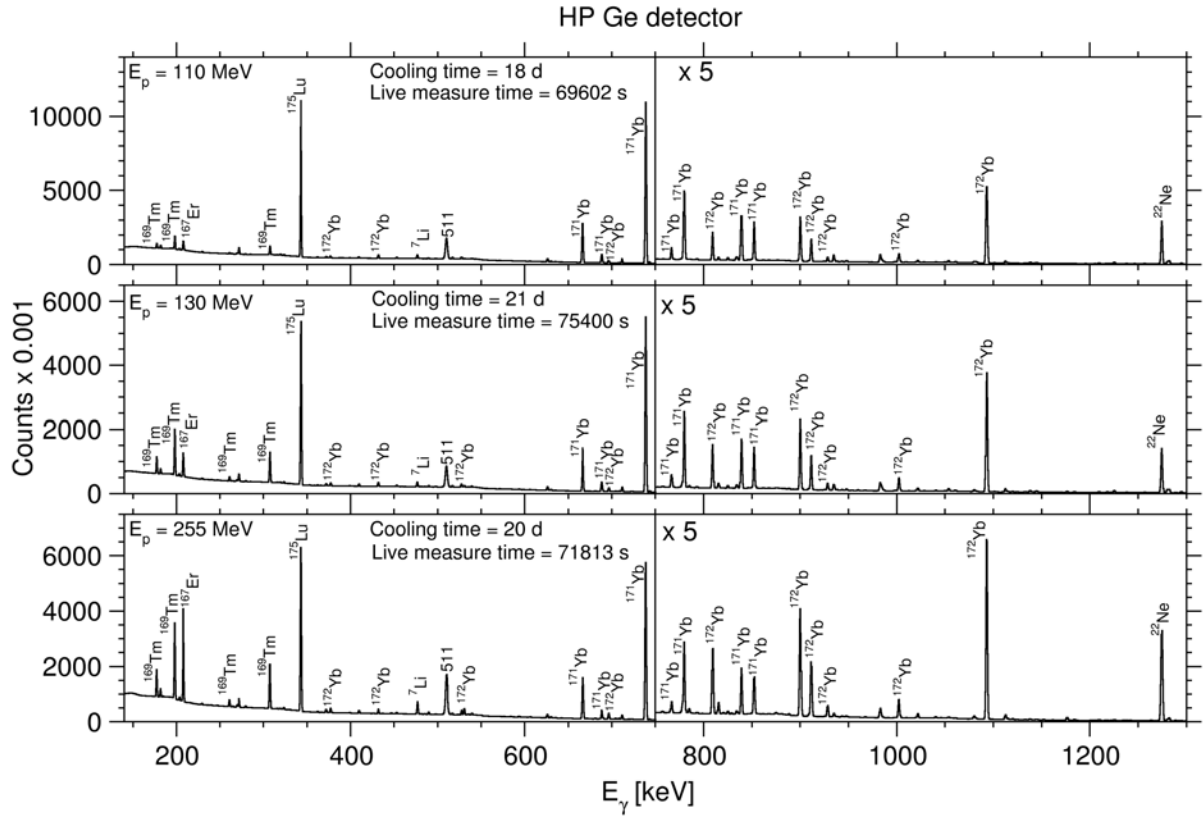 HP Ge detector
E_p = 110 MeV
Cooling time = 18 d
Live measure time = 69602 s
x 5
10000
5000
0
¹⁶⁹Tm
¹⁶⁹Tm
¹⁶⁷Er
¹⁶⁹Tm
¹⁷⁵Lu
¹⁷²Yb
¹⁷²Yb
⁷Li
511
¹⁷¹Yb
¹⁷¹Yb
¹⁷²Yb
¹⁷¹Yb
¹⁷¹Yb
¹⁷¹Yb
¹⁷²Yb
¹⁷¹Yb
¹⁷¹Yb
¹⁷²Yb
¹⁷²Yb
¹⁷²Yb
¹⁷²Yb
¹⁷²Yb
²²Ne
E_p = 130 MeV
Cooling time = 21 d
Live measure time = 75400 s
x 5
Counts x 0.001
6000
4000
2000
0
¹⁶⁹Tm
¹⁶⁹Tm
¹⁶⁷Er
¹⁶⁹Tm
¹⁶⁹Tm
¹⁷⁵Lu
¹⁷²Yb
¹⁷²Yb
⁷Li
511
¹⁷²Yb
¹⁷¹Yb
¹⁷¹Yb
¹⁷²Yb
¹⁷¹Yb
¹⁷¹Yb
¹⁷¹Yb
¹⁷²Yb
¹⁷¹Yb
¹⁷¹Yb
¹⁷²Yb
¹⁷²Yb
¹⁷²Yb
¹⁷²Yb
¹⁷²Yb
²²Ne
E_p = 255 MeV
Cooling time = 20 d
Live measure time = 71813 s
x 5
6000
4000
2000
0
¹⁶⁹Tm
¹⁶⁹Tm
¹⁶⁷Er
¹⁶⁹Tm
¹⁶⁹Tm
¹⁷⁵Lu
¹⁷²Yb
¹⁷²Yb
⁷Li
511
¹⁷²Yb
¹⁷¹Yb
¹⁷¹Yb
¹⁷²Yb
¹⁷¹Yb
¹⁷¹Yb
¹⁷¹Yb
¹⁷²Yb
¹⁷¹Yb
¹⁷¹Yb
¹⁷²Yb
¹⁷²Yb
¹⁷²Yb
¹⁷²Yb
¹⁷²Yb
²²Ne
200 400 600 800 1000 1200
E_γ [keV]